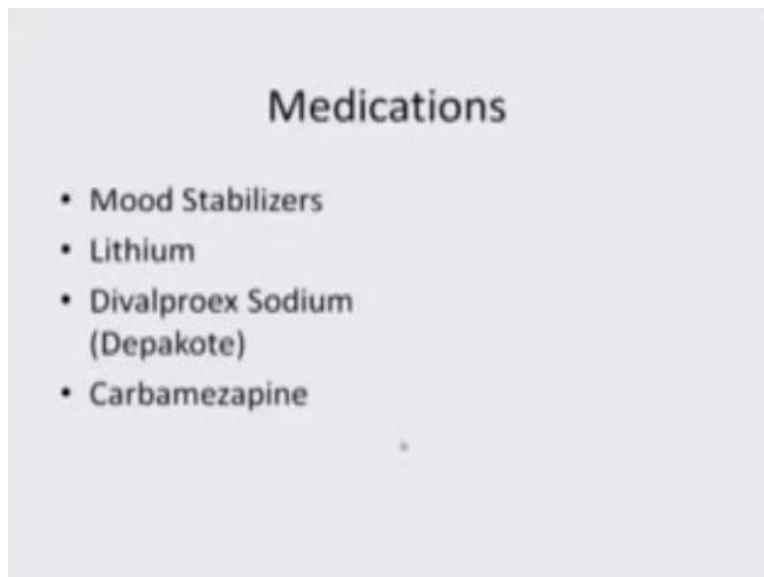 Medications
• Mood Stabilizers
• Lithium
• Divalproex Sodium
(Depakote)
• Carbamezapine